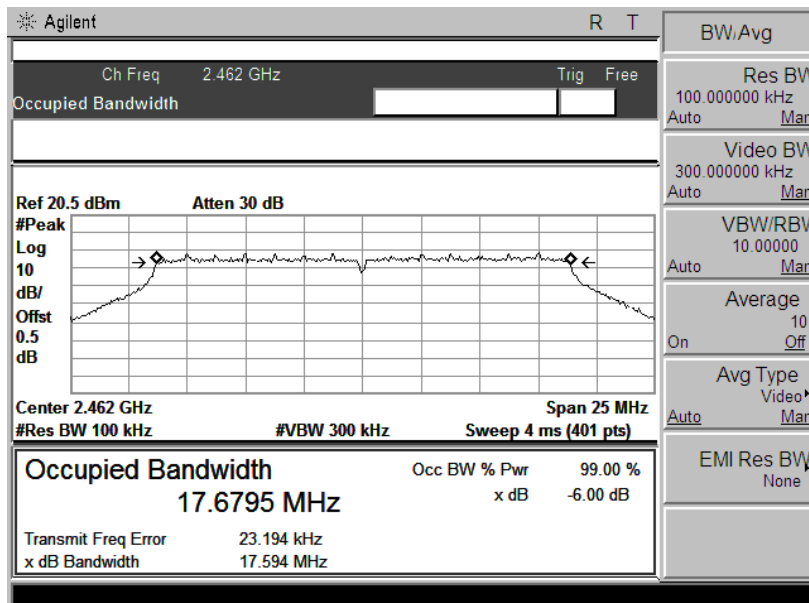 Agilent R T
BW/Avg
Ch Freq 2.462 GHz Trig Free
Occupied Bandwidth
Res BW
100.000000 kHz
Auto Man
Video BW
300.000000 kHz
Auto Man
VBW/RBW
10.00000
Auto Man
Average
10
On Off
Avg Type
Video
Auto Man
EMI Res BW
None
Ref 20.5 dBm Atten 30 dB
#Peak
Log
10
dB/
Offst
0.5
dB
Center 2.462 GHz Span 25 MHz
#Res BW 100 kHz #VBW 300 kHz Sweep 4 ms (401 pts)
Occupied Bandwidth Occ BW % Pwr 99.00 %
17.6795 MHz x dB -6.00 dB
Transmit Freq Error 23.194 kHz
x dB Bandwidth 17.594 MHz